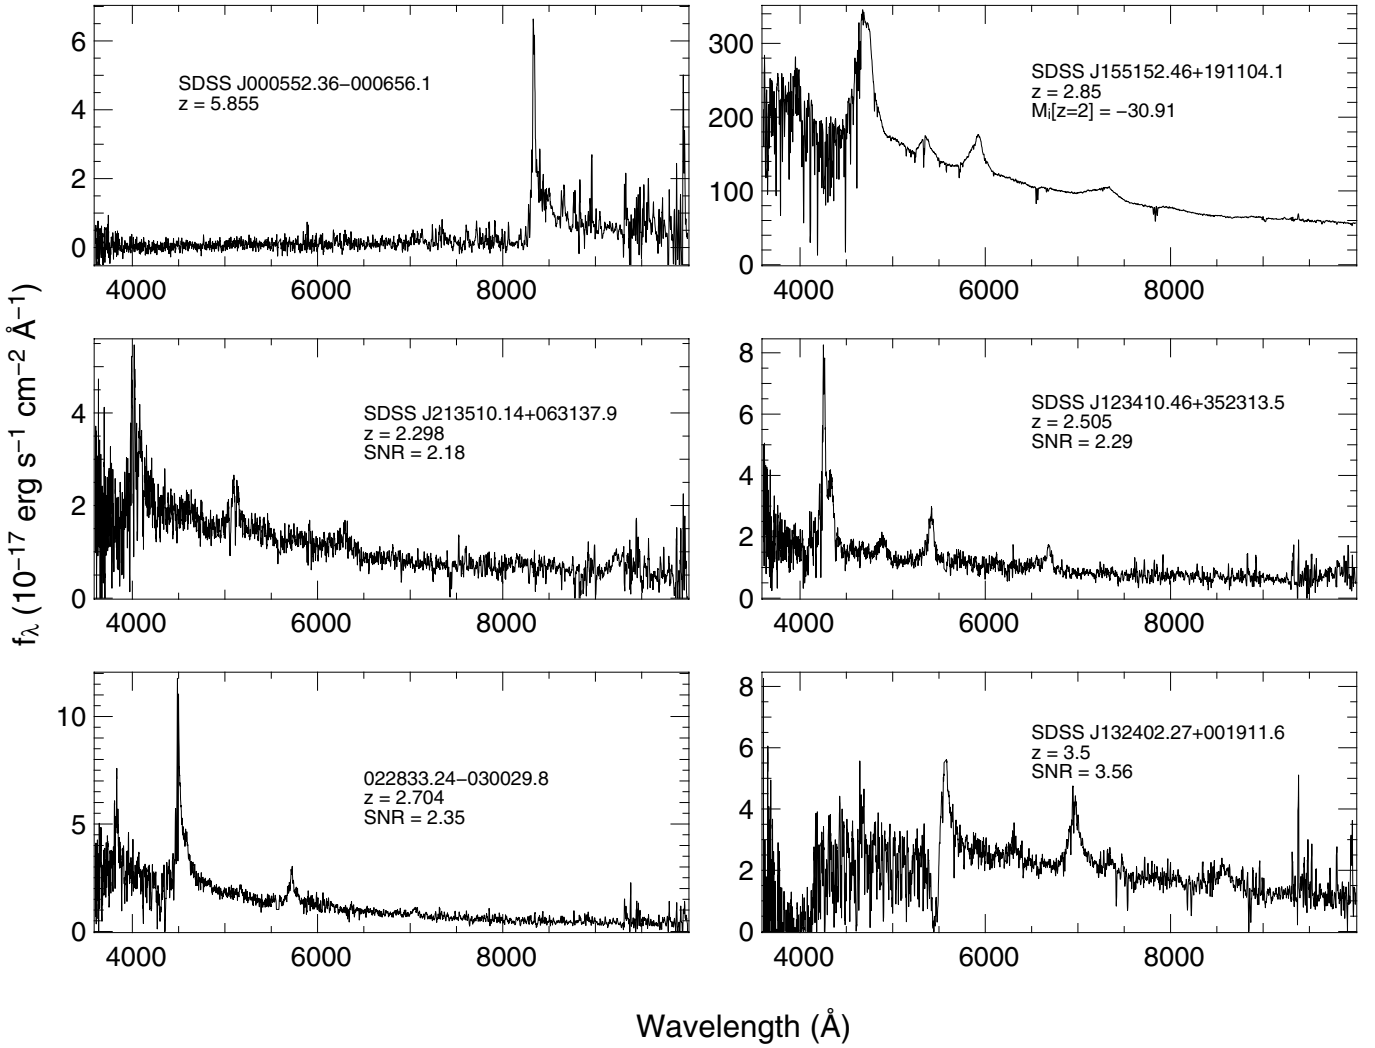 6
4
2
0
SDSS J000552.36−000656.1
z = 5.855
4000 6000 8000
300
200
100
0
SDSS J155152.46+191104.1
z = 2.85
Mi[z=2] = −30.91
4000 6000 8000
4
2
0
SDSS J213510.14+063137.9
z = 2.298
SNR = 2.18
4000 6000 8000
8
6
4
2
0
SDSS J123410.46+352313.5
z = 2.505
SNR = 2.29
4000 6000 8000
10
5
0
022833.24−030029.8
z = 2.704
SNR = 2.35
4000 6000 8000
8
6
4
2
0
SDSS J132402.27+001911.6
z = 3.5
SNR = 3.56
4000 6000 8000
fλ (10⁻¹⁷ erg s⁻¹ cm⁻² Å⁻¹)
Wavelength (Å)